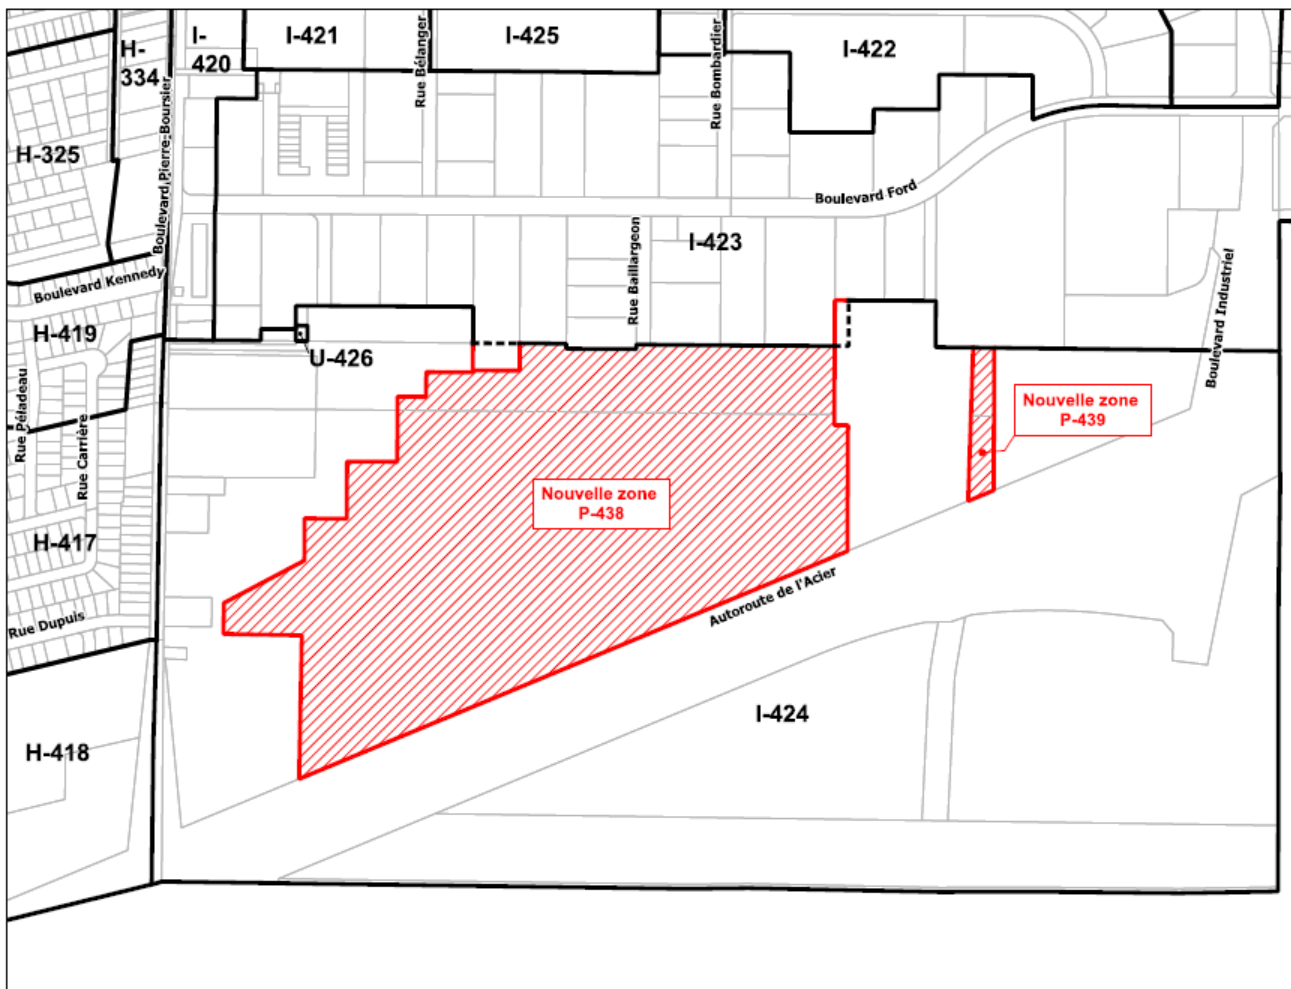 I-
420
I-421
I-425
I-422
H-
334
Rue Bélanger
Rue Bombardier
Boulevard Pierre-Boursier
H-325
Boulevard Ford
I-423
Rue Baillargeon
Boulevard Kennedy
Boulevard Industriel
H-419
U-426
Rue Péladeau
Rue Carrière
Nouvelle zone
P-439
Nouvelle zone
P-438
H-417
Rue Dupuis
Autoroute de l'Acier
I-424
H-418